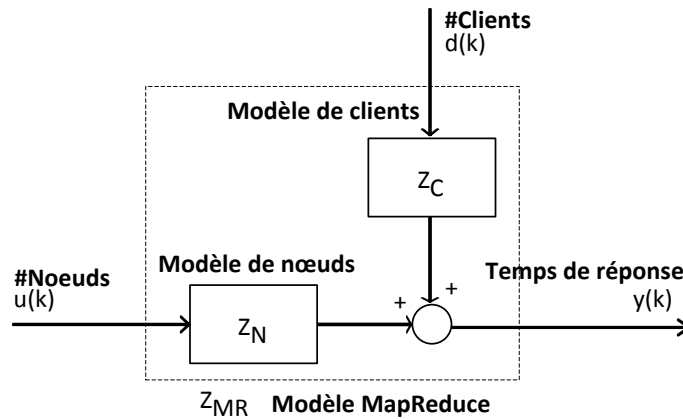 #Clients
d(k)
Modèle de clients
Z_C
#Noeuds
u(k)
Modèle de nœuds
Z_N
+
+
Temps de réponse
y(k)
Z_MR Modèle MapReduce